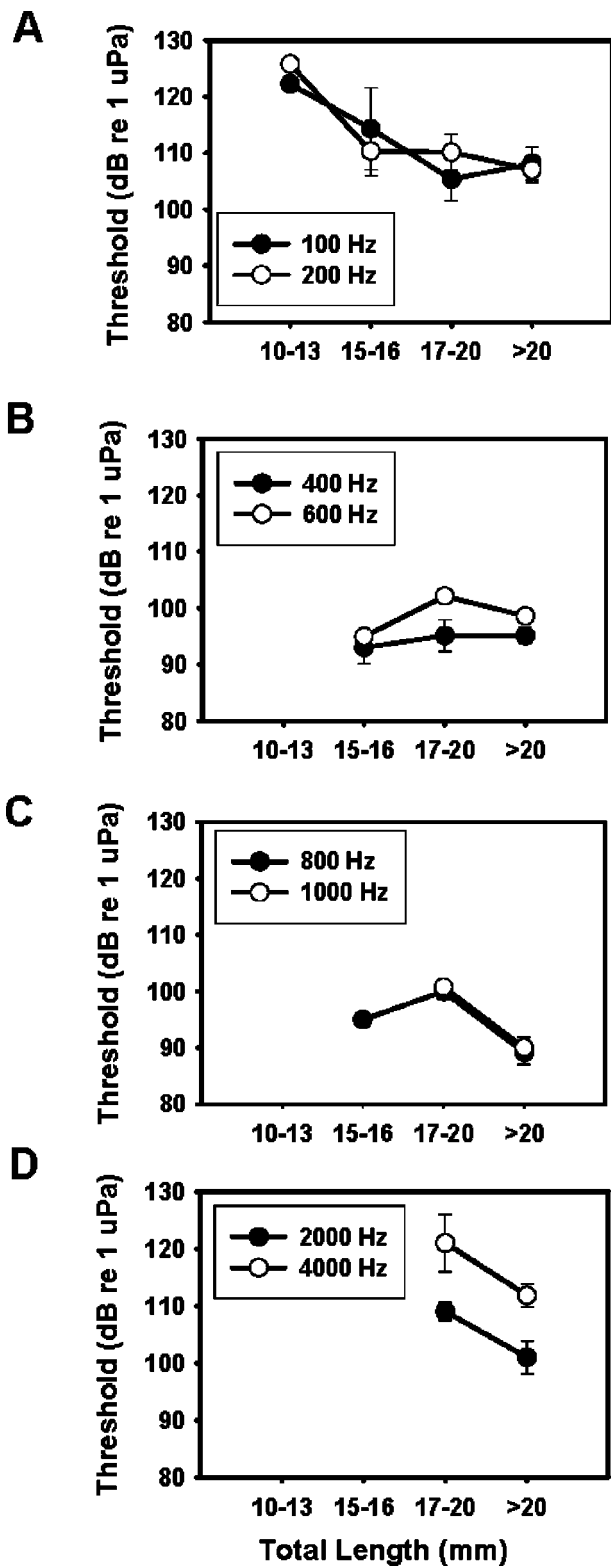 A
Threshold (dB re 1 uPa)
130
120
110
100
90
80
100 Hz
200 Hz
10-13 15-16 17-20 >20
B
Threshold (dB re 1 uPa)
130
120
110
100
90
80
400 Hz
600 Hz
10-13 15-16 17-20 >20
C
Threshold (dB re 1 uPa)
130
120
110
100
90
80
800 Hz
1000 Hz
10-13 15-16 17-20 >20
D
Threshold (dB re 1 uPa)
130
120
110
100
90
80
2000 Hz
4000 Hz
10-13 15-16 17-20 >20
Total Length (mm)